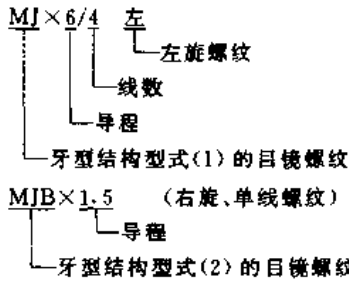 MJ×6/4 左
左旋螺纹
线数
导程
牙型结构型式(1)的目镜螺纹
MJB×1.5 (右旋、单线螺纹)
导程
牙型结构型式(2)的目镜螺纹